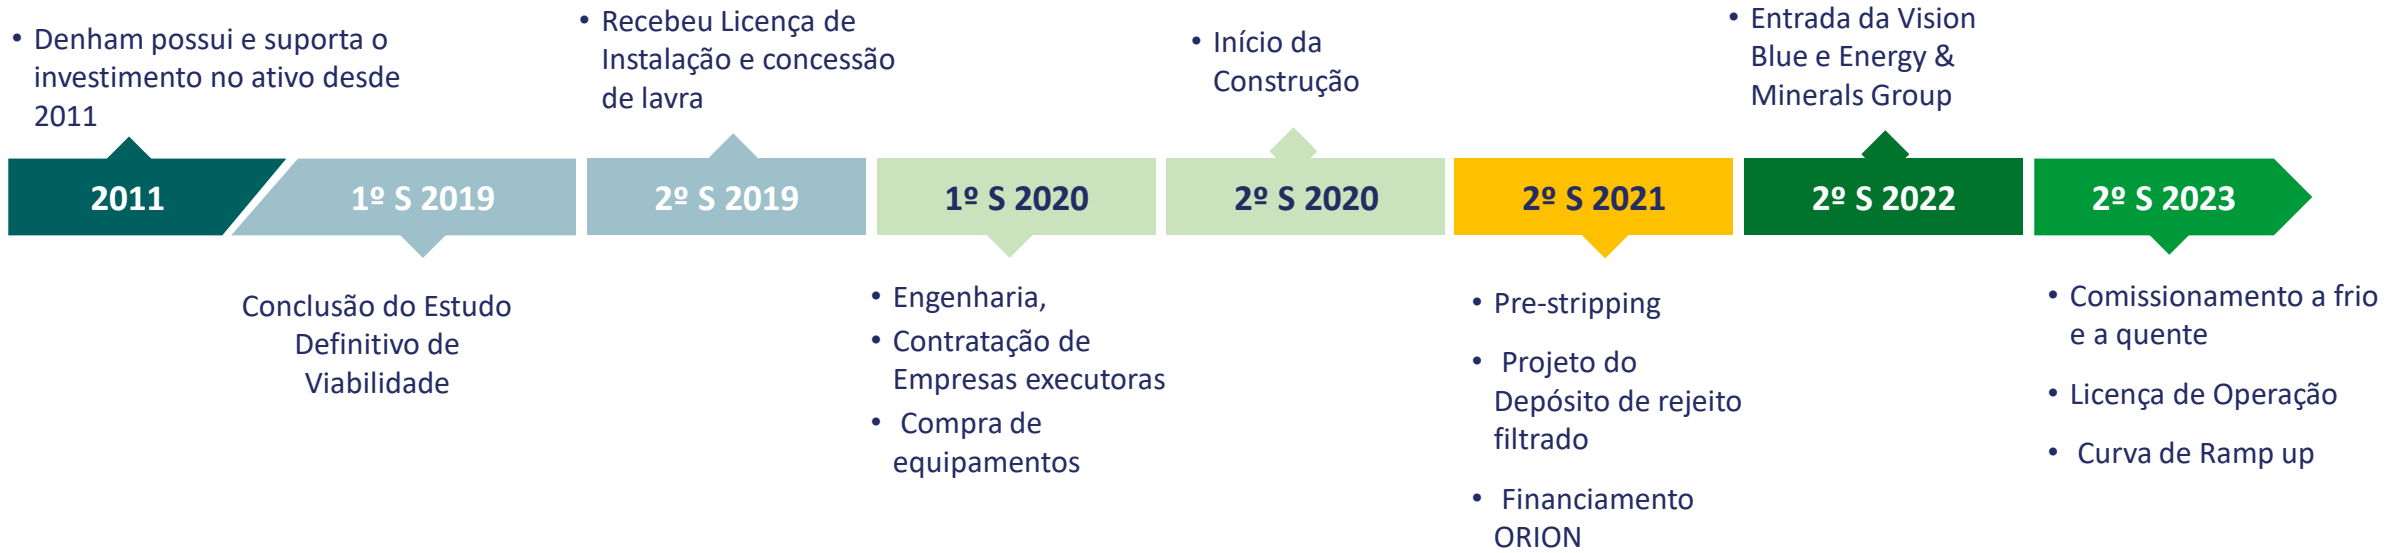 • Denham possui e suporta o
investimento no ativo desde
2011
• Recebeu Licença de
Instalação e concessão
de lavra
• Início da
Construção
• Entrada da Vision
Blue e Energy &
Minerals Group
2011
1º S 2019
2º S 2019
1º S 2020
2º S 2020
2º S 2021
2º S 2022
2º S 2023
Conclusão do Estudo
Definitivo de
Viabilidade
• Engenharia,
• Contratação de
Empresas executoras
• Compra de
equipamentos
• Pre-stripping
• Projeto do
Depósito de rejeito
filtrado
• Financiamento
ORION
• Comissionamento a frio
e a quente
• Licença de Operação
• Curva de Ramp up